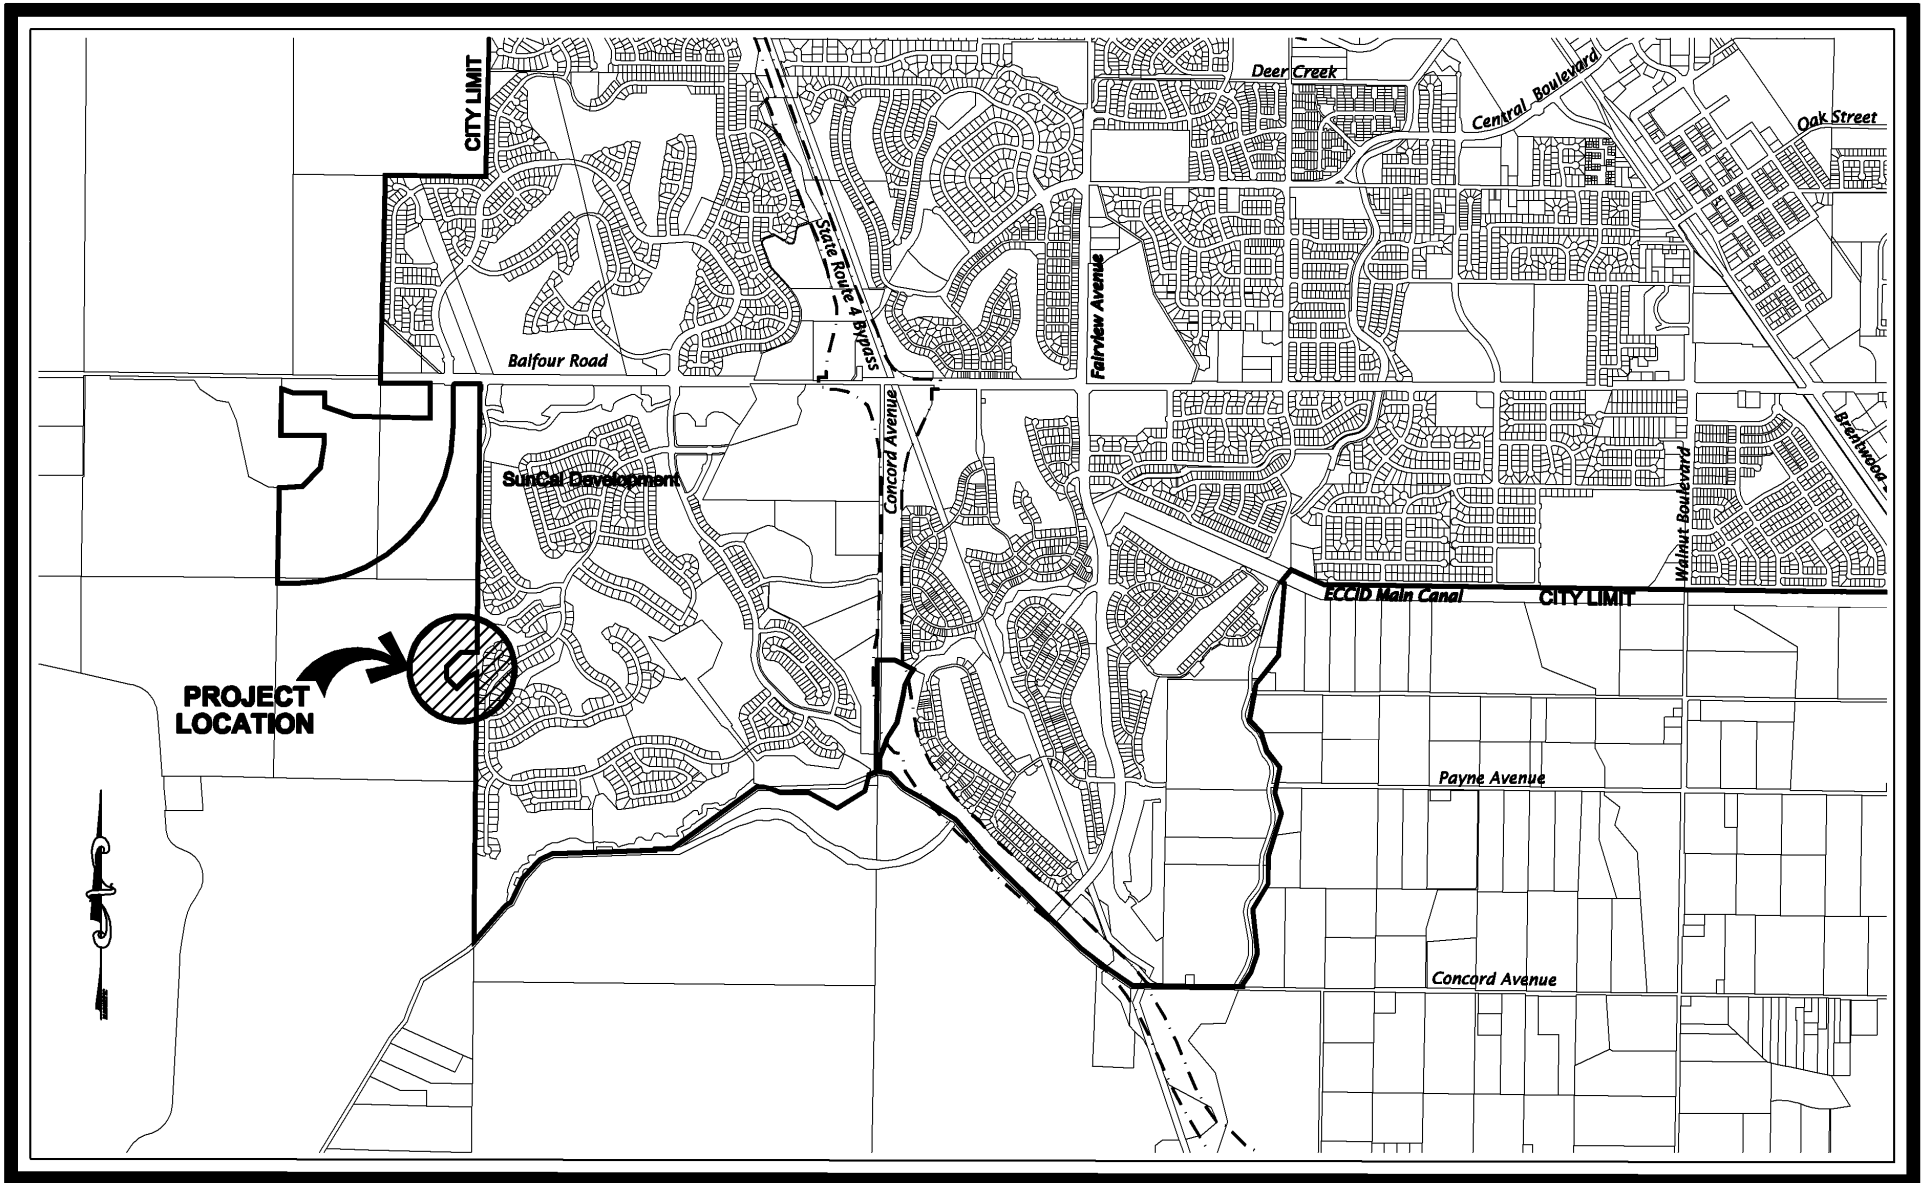 CITY LIMIT
Deer Creek
Central Boulevard
Oak Street
State Route 4 Bypass
Fairview Avenue
Balfour Road
Concord Avenue
SunCal Development
Walnut Boulevard
Brentwood
ECCID Main Canal
CITY LIMIT
PROJECT
LOCATION
Payne Avenue
Concord Avenue